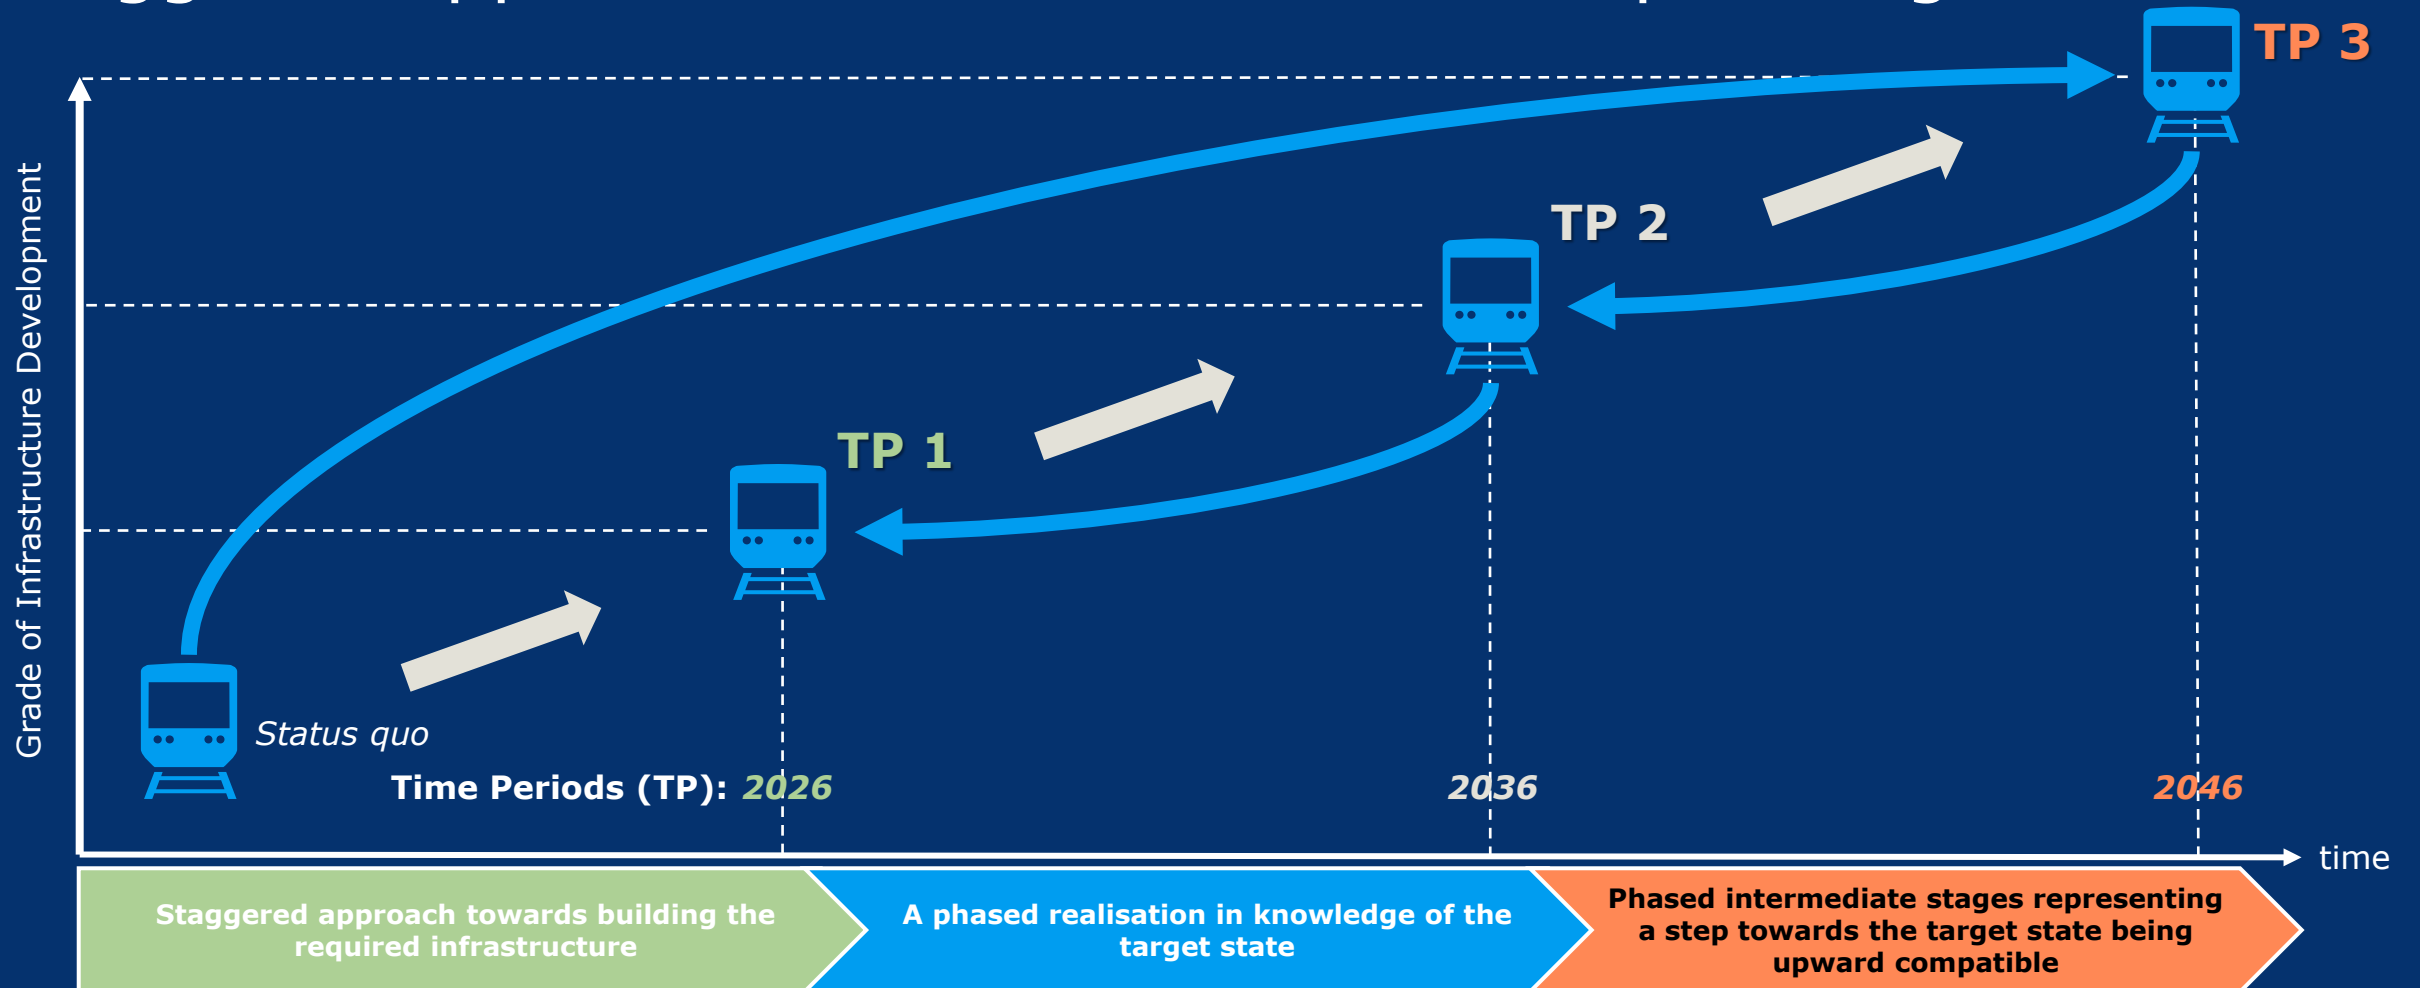 TP 3
TP 2
TP 1
Grade of Infrastructure Development
Status quo
Time Periods (TP): 2026
2036
2046
time
Staggered approach towards building the
required infrastructure
A phased realisation in knowledge of the
target state
Phased intermediate stages representing
a step towards the target state being
upward compatible